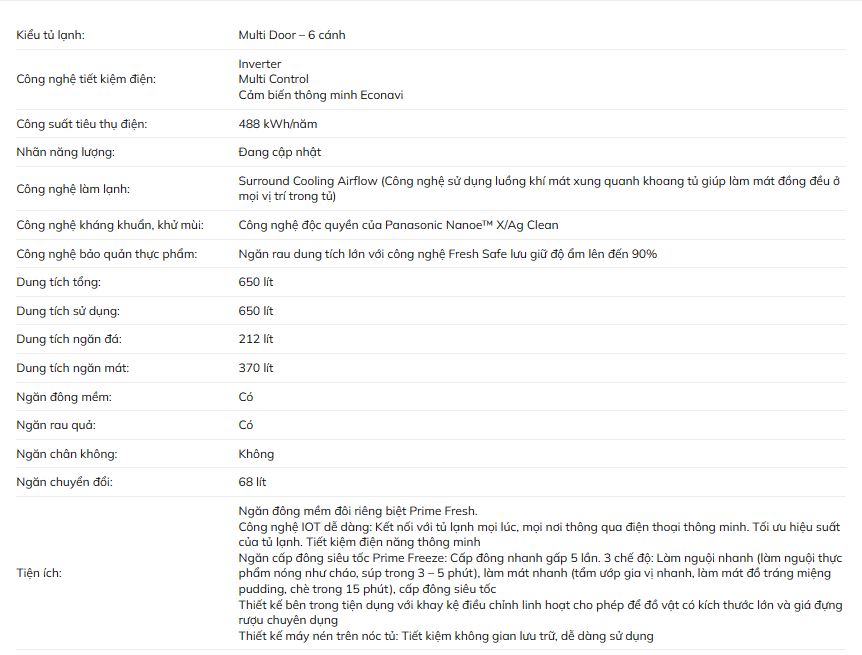 Kiểu tủ lạnh: Multi Door – 6 cánh
Công nghệ tiết kiệm điện: Inverter
Multi Control
Cảm biến thông minh Econavi
Công suất tiêu thụ điện: 488 kWh/năm
Nhãn năng lượng: Đang cập nhật
Công nghệ làm lạnh: Surround Cooling Airflow (Công nghệ sử dụng luồng khí mát xung quanh khoang tủ giúp làm mát đồng đều ở
mọi vị trí trong tủ)
Công nghệ kháng khuẩn, khử mùi: Công nghệ độc quyền của Panasonic Nanoe™ X/Ag Clean
Công nghệ bảo quản thực phẩm: Ngăn rau dung tích lớn với công nghệ Fresh Safe lưu giữ độ ẩm lên đến 90%
Dung tích tổng: 650 lít
Dung tích sử dụng: 650 lít
Dung tích ngăn đá: 212 lít
Dung tích ngăn mát: 370 lít
Ngăn đông mềm: Có
Ngăn rau quả: Có
Ngăn chân không: Không
Ngăn chuyển đổi: 68 lít
Tiện ích: Ngăn đông mềm đôi riêng biệt Prime Fresh.
Công nghệ IOT dễ dàng: Kết nối với tủ lạnh mọi lúc, mọi nơi thông qua điện thoại thông minh. Tối ưu hiệu suất
của tủ lạnh. Tiết kiệm điện năng thông minh
Ngăn cấp đông siêu tốc Prime Freeze: Cấp đông nhanh gấp 5 lần. 3 chế độ: Làm nguội nhanh (làm nguội thực
phẩm nóng như cháo, súp trong 3 – 5 phút), làm mát nhanh (tẩm ướp gia vị nhanh, làm mát đồ tráng miệng
pudding, chè trong 15 phút), cấp đông siêu tốc
Thiết kế bên trong tiện dụng với khay kệ điều chỉnh linh hoạt cho phép để đồ vật có kích thước lớn và giá đựng
rượu chuyên dụng
Thiết kế máy nén trên nóc tủ: Tiết kiệm không gian lưu trữ, dễ dàng sử dụng